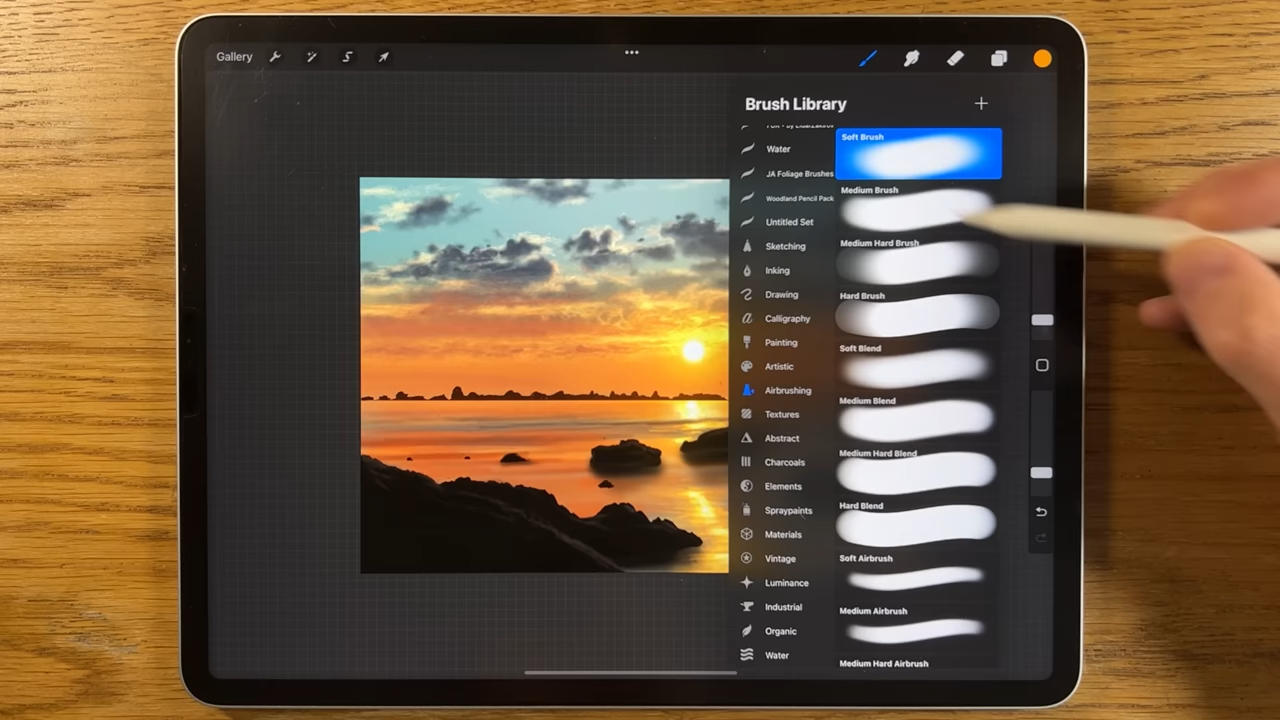 Gallery
Brush Library
Water
JA Foliage Brushes
Woodland Pencil Pack
Untitled Set
Sketching
Inking
Drawing
Calligraphy
Painting
Artistic
Airbrushing
Textures
Abstract
Charcoals
Elements
Spraypaints
Materials
Vintage
Luminance
Industrial
Organic
Water
Soft Brush
Medium Brush
Medium Hard Brush
Hard Brush
Soft Blend
Medium Blend
Medium Hard Blend
Hard Blend
Soft Airbrush
Medium Airbrush
Medium Hard Airbrush